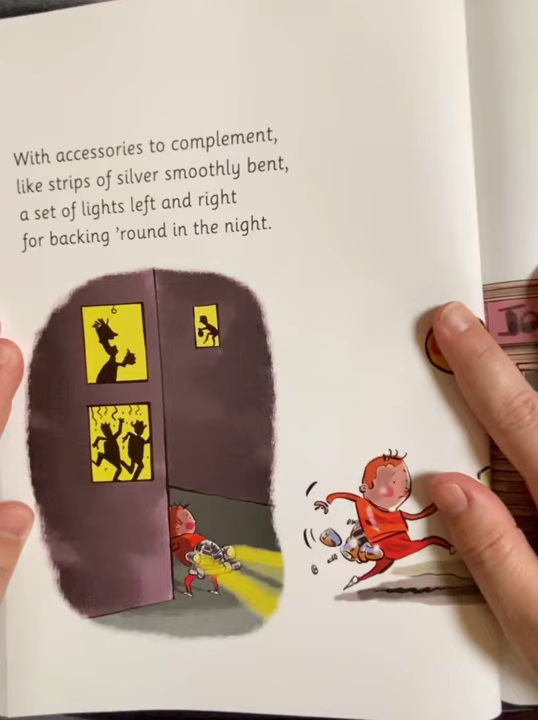 With accessories to complement,
like strips of silver smoothly bent,
a set of lights left and right
for backing ’round in the night.